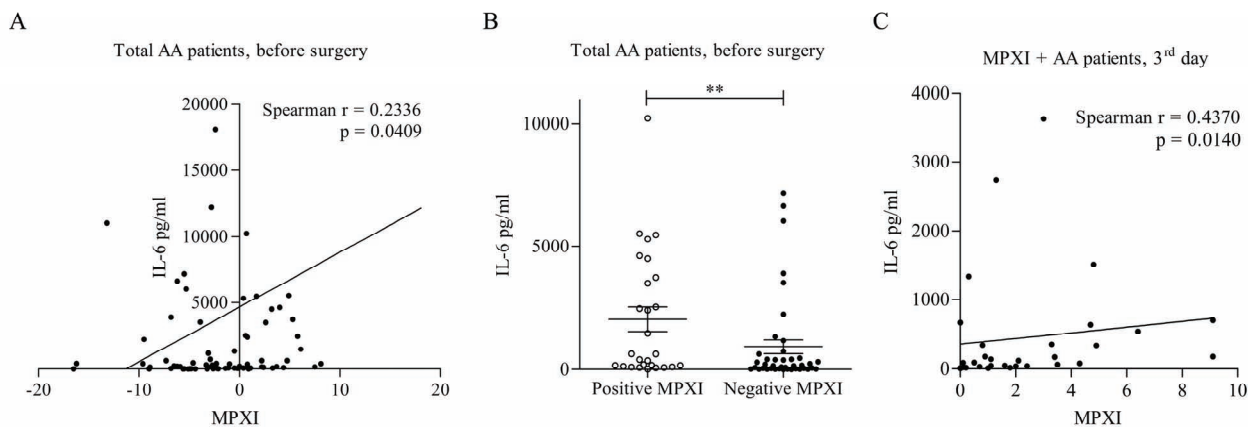 A
Total AA patients, before surgery
20000
15000
10000
5000
0
-20
-10
0
10
20
IL-6 pg/ml
MPXI
Spearman r = 0.2336
p = 0.0409
B
Total AA patients, before surgery
**
10000
5000
0
IL-6 pg/ml
Positive MPXI
Negative MPXI
C
MPXI + AA patients, 3rd day
4000
3000
2000
1000
0
0
2
4
6
8
10
IL-6 pg/ml
MPXI
Spearman r = 0.4370
p = 0.0140